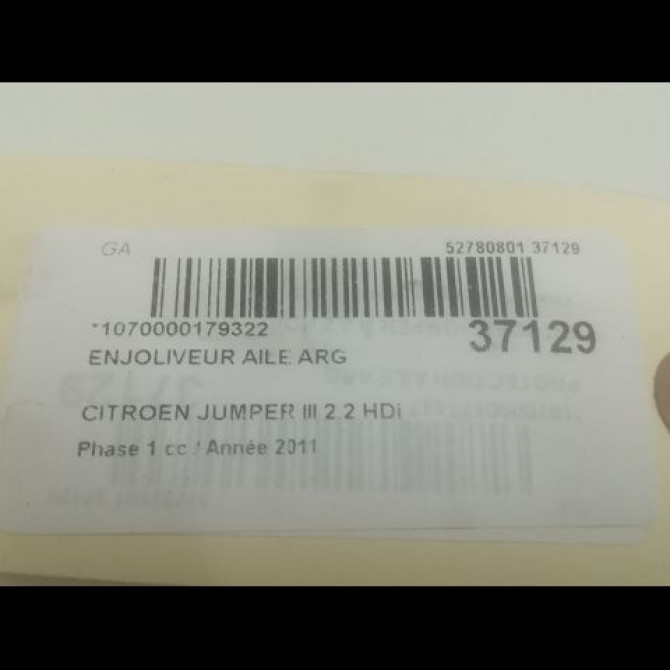 GA 52780801 37129
*1070000179322 37129
ENJOLIVEUR AILE ARG
CITROEN JUMPER III 2.2 HDi
Phase 1 cc / Année 2011